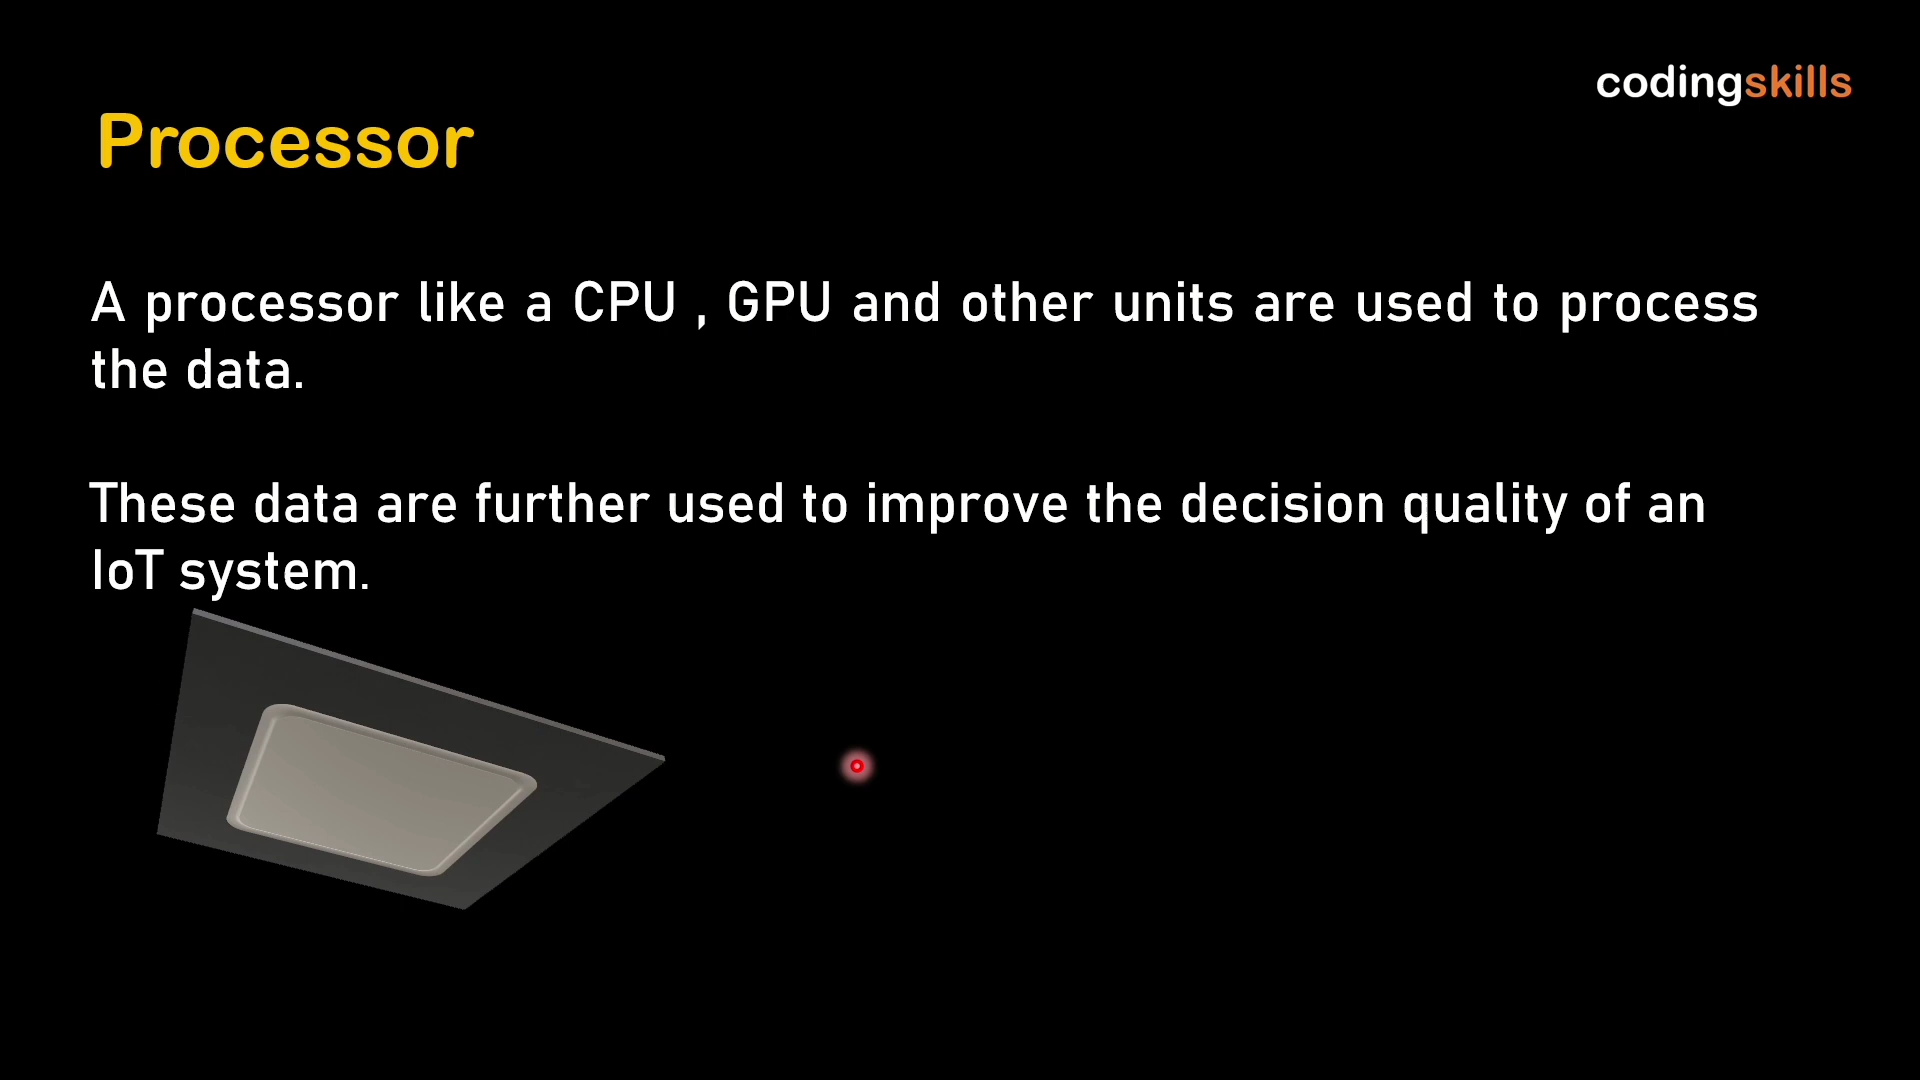 codingskills
Processor
A processor like a CPU , GPU and other units are used to process
the data.
These data are further used to improve the decision quality of an
IoT system.